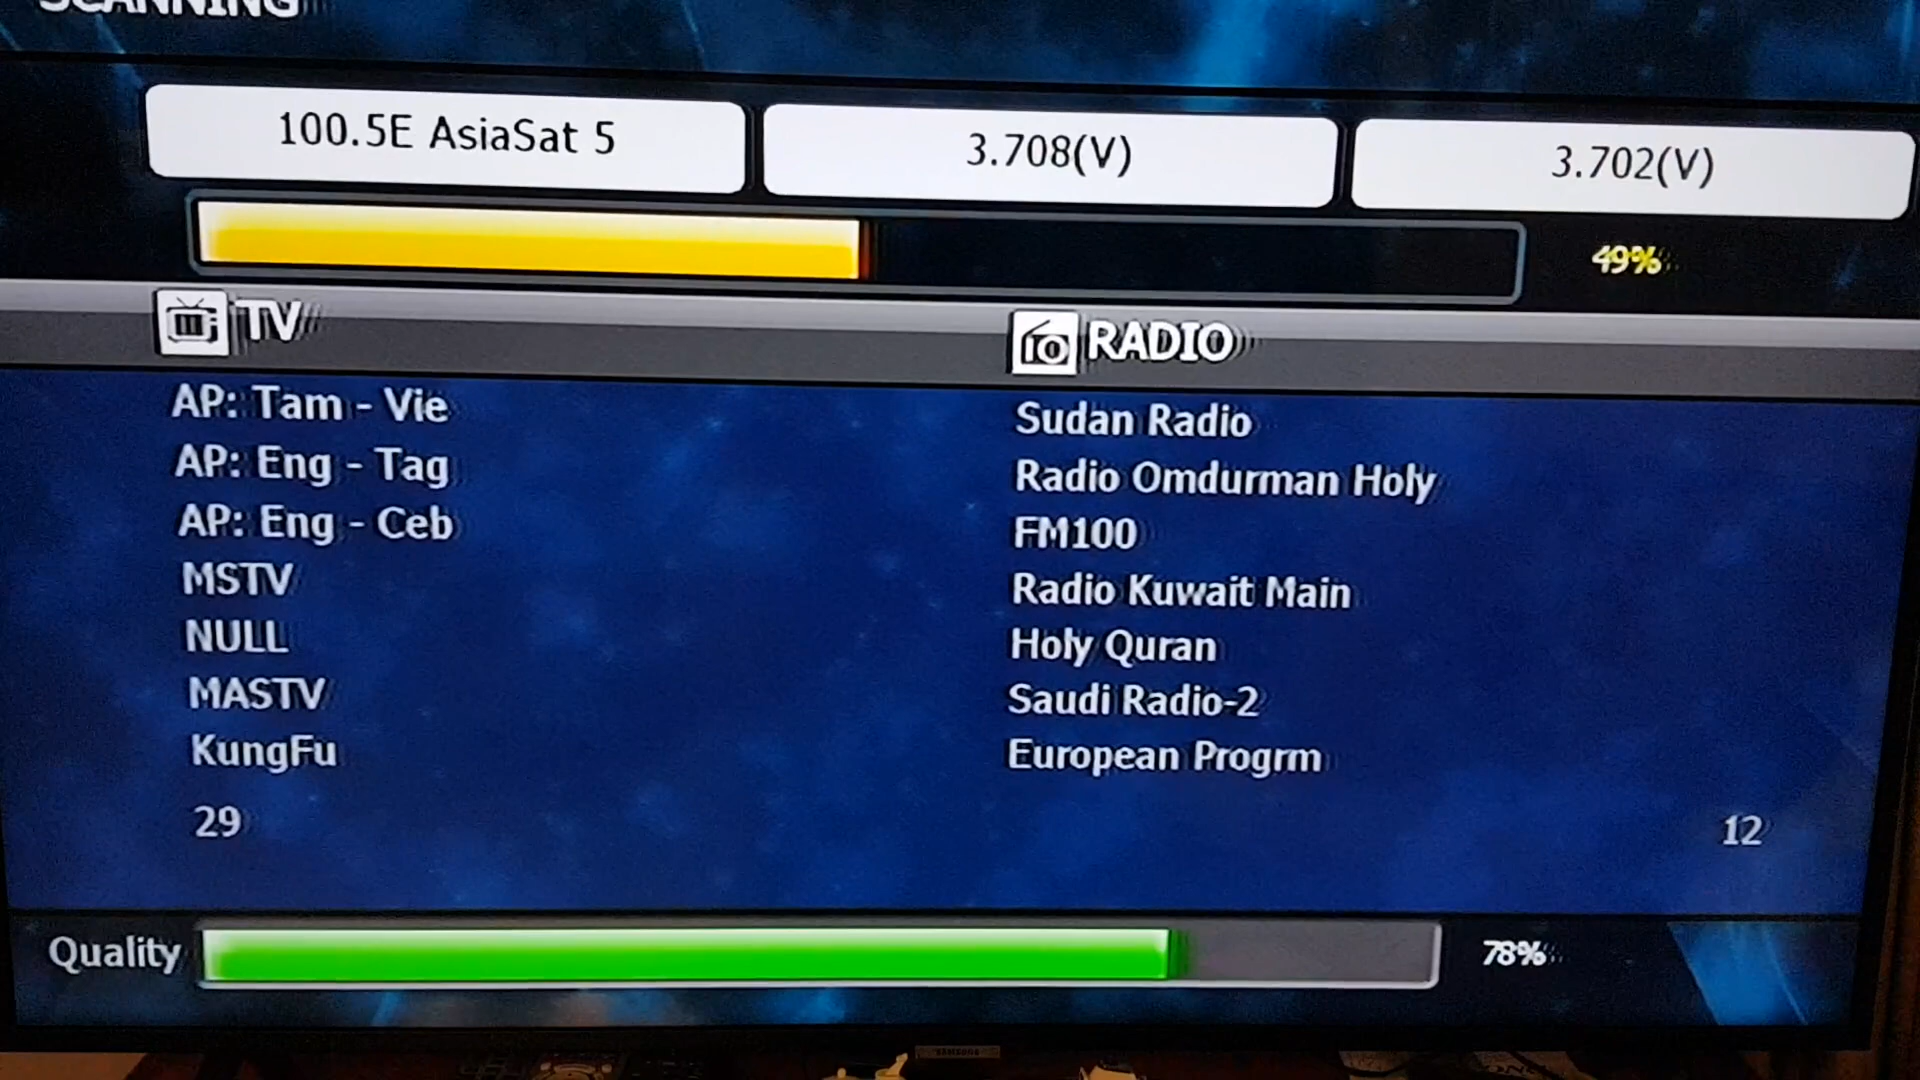 SCANNING
100.5E AsiaSat 5
3.708(V)
3.702(V)
49%
TV
RADIO
AP: Tam - Vie
AP: Eng - Tag
AP: Eng - Ceb
MSTV
NULL
MASTV
KungFu
29
Sudan Radio
Radio Omdurman Holy
FM100
Radio Kuwait Main
Holy Quran
Saudi Radio-2
European Progrm
12
Quality
78%
SAMSUNG